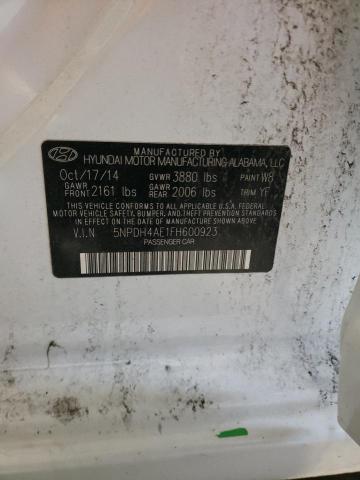 MANUFACTURED BY
HYUNDAI MOTOR MANUFACTURING ALABAMA, LLC
Oct/17/14 GVWR 3880 lbs PAINT W8
GAWR FRONT 2161 lbs GAWR REAR 2006 lbs TRIM YF
THIS VEHICLE CONFORMS TO ALL APPLICABLE U.S.A FEDERAL
MOTOR VEHICLE SAFETY, BUMPER, AND THEFT PREVENTION STANDARDS
IN EFFECT ON THE DATE OF MANUFACTURE SHOWN ABOVE.
V.I.N 5NPDH4AE1FH600923
PASSENGER CAR